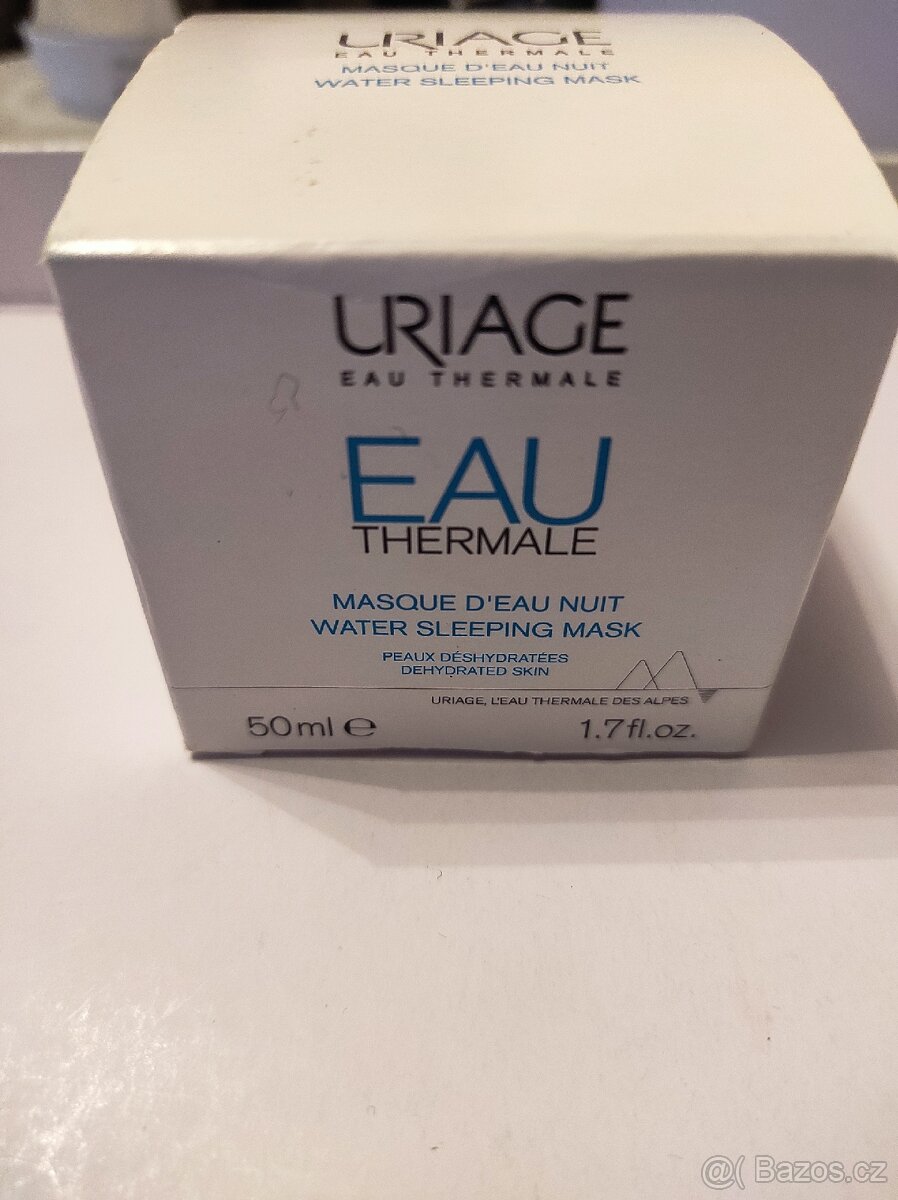 URIAGE
EAU THERMALE
MASQUE D'EAU NUIT
WATER SLEEPING MASK
URIAGE
EAU THERMALE
EAU
THERMALE
MASQUE D'EAU NUIT
WATER SLEEPING MASK
PEAUX DÉSHYDRATÉES
DEHYDRATED SKIN
URIAGE, L'EAU THERMALE DES ALPES
50ml ℮ 1.7fl.oz.
@( Bazos.cz